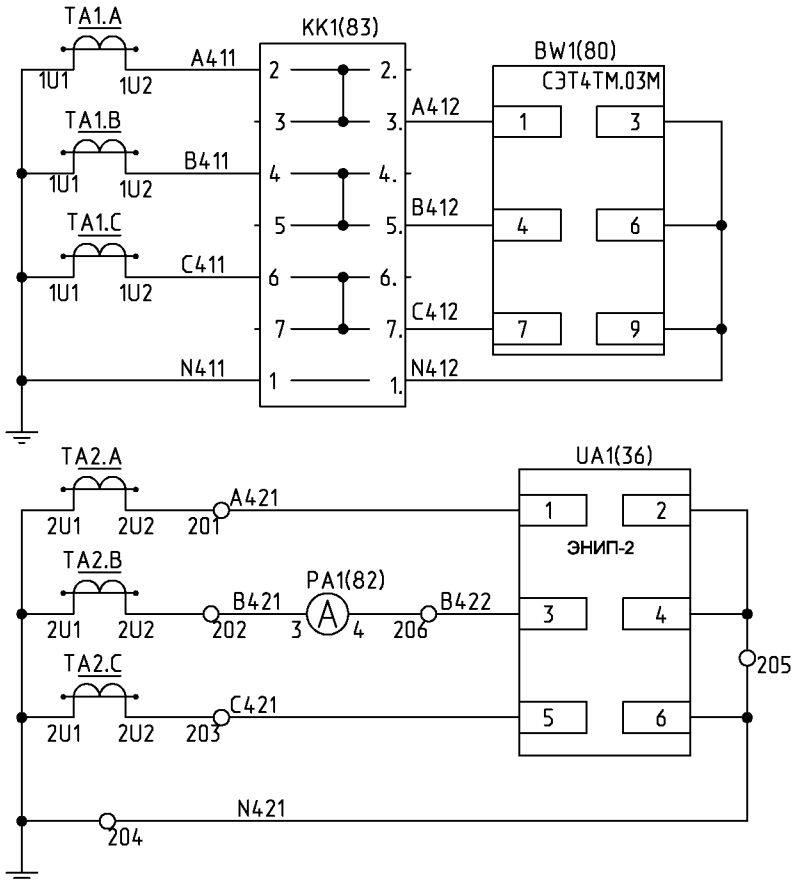 TA1.A
1U1 1U2
A411
TA1.B
1U1 1U2
B411
TA1.C
1U1 1U2
C411
N411
КК1(83)
2 2.
3 3.
4 4.
5 5.
6 6.
7 7.
1 1.
A412
B412
C412
N412
BW1(80)
СЭТ4ТМ.03М
1 3
4 6
7 9
TA2.A
2U1 2U2
201
A421
TA2.B
2U1 2U2
202
B421
PA1(82)
3 A 4
206
B422
TA2.C
2U1 2U2
203
C421
UA1(36)
1 2
ЭНИП-2
3 4
5 6
205
N421
204